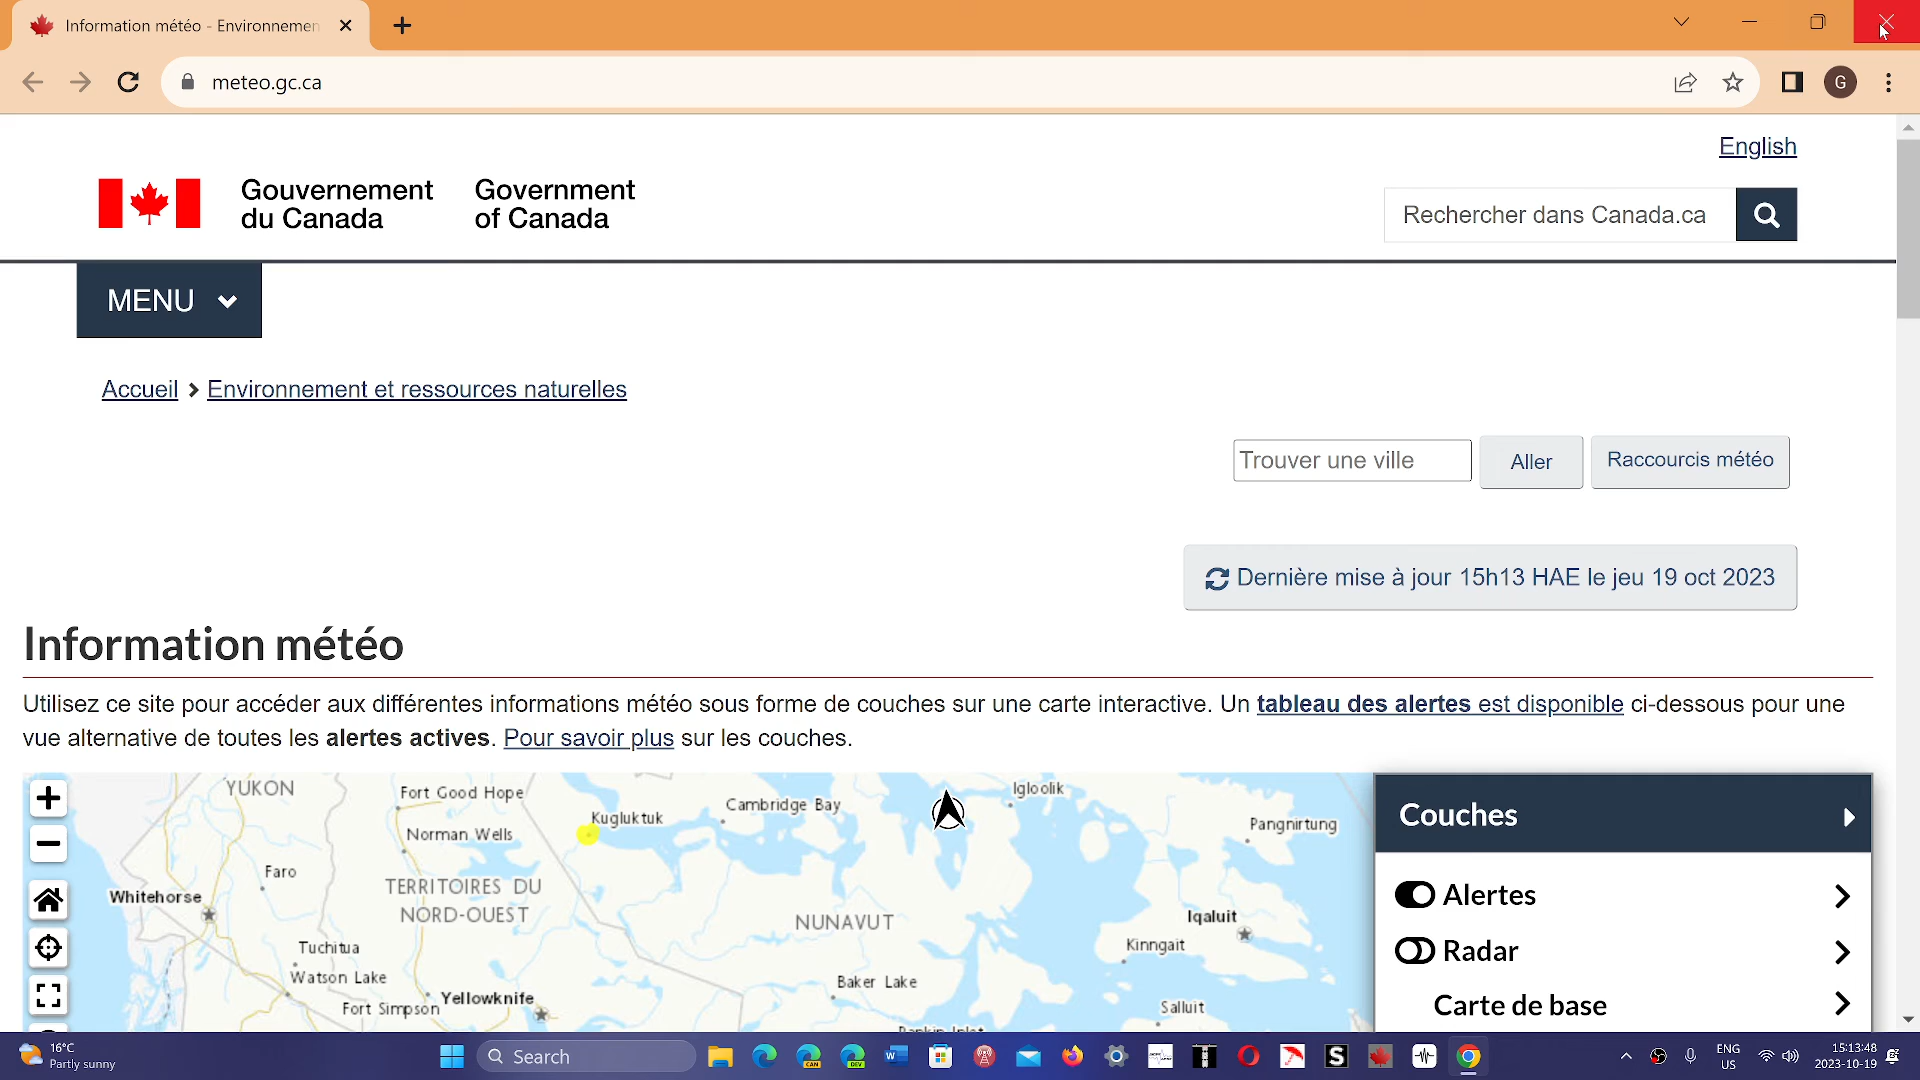 Information météo - Environnemen
meteo.gc.ca
G
English
Gouvernement du Canada
Government of Canada
Rechercher dans Canada.ca
MENU
Accueil > Environnement et ressources naturelles
Trouver une ville
Aller
Raccourcis météo
Dernière mise à jour 15h13 HAE le jeu 19 oct 2023
Information météo
Utilisez ce site pour accéder aux différentes informations météo sous forme de couches sur une carte interactive. Un tableau des alertes est disponible ci-dessous pour une
vue alternative de toutes les alertes actives. Pour savoir plus sur les couches.
YUKON
Fort Good Hope
Kugluktuk
Cambridge Bay
Igloolik
Norman Wells
Pangnirtung
Faro
Whitehorse
TERRITOIRES DU
NORD-OUEST
NUNAVUT
Iqaluit
Tuchitua
Kinngait
Watson Lake
Baker Lake
Fort Simpson
Yellowknife
Salluit
Couches
Alertes
Radar
Carte de base
16°C
Partly sunny
Search
CAN
DEV
W
S
ENG
US
15:13:48
2023-10-19